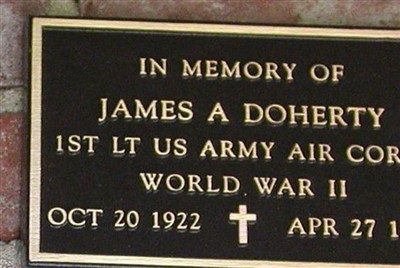 IN MEMORY OF
JAMES A DOHERTY
1ST LT US ARMY AIR COR
WORLD WAR II
OCT 20 1922 APR 27 1